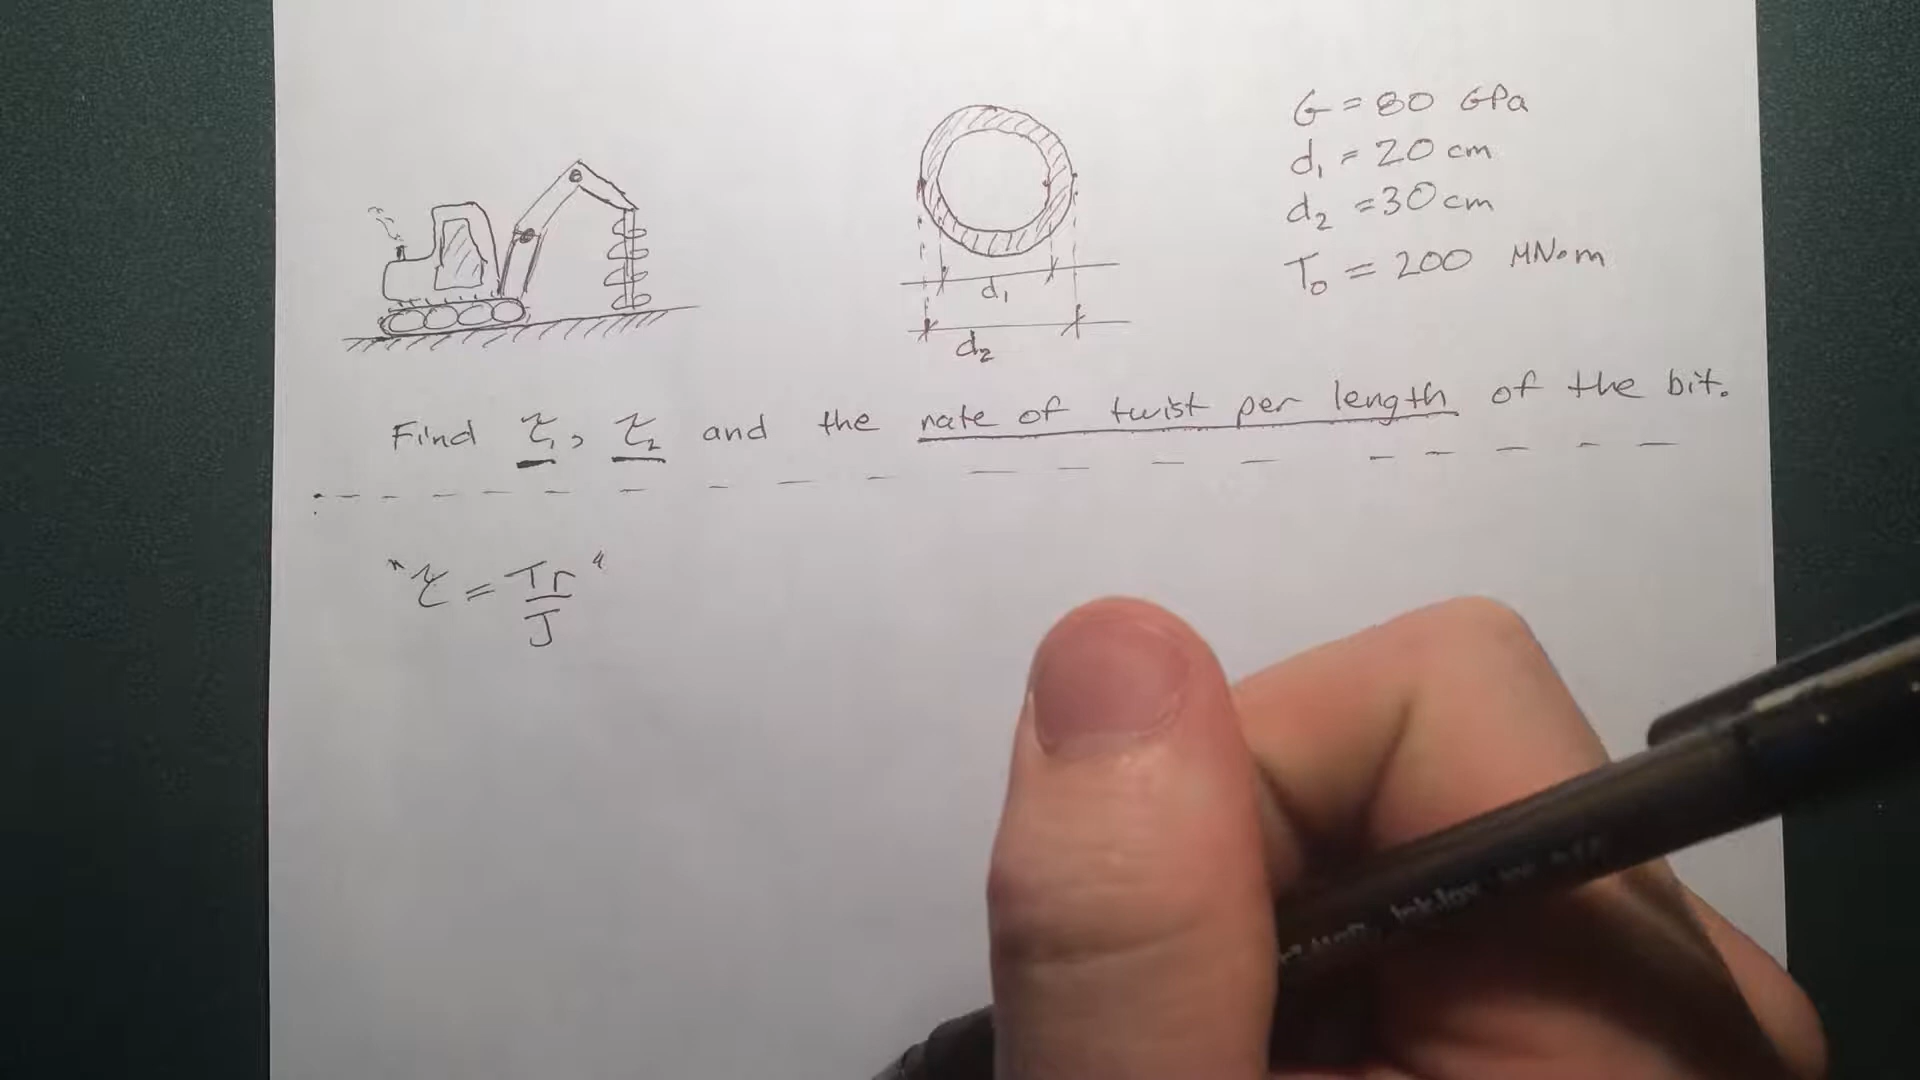 G = 80 GPa
d₁ = 20 cm
d₂ = 30 cm
T₀ = 200 MN·m
d₁
d₂
Find τ₁, τ₂ and the rate of twist per length of the bit.
"τ = Tr/J"